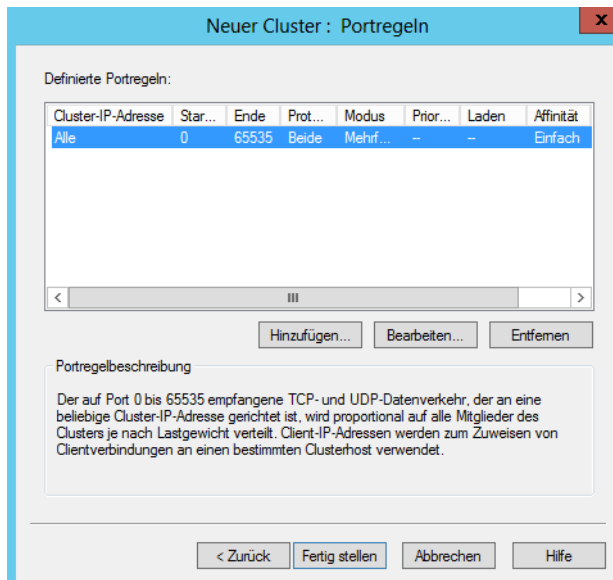 Neuer Cluster : Portregeln
x
Definierte Portregeln:
Cluster-IP-Adresse Star... Ende Prot... Modus Prior... Laden Affinität
Alle 0 65535 Beide Mehrf... -- -- Einfach
Hinzufügen... Bearbeiten... Entfernen
Portregelbeschreibung
Der auf Port 0 bis 65535 empfangene TCP- und UDP-Datenverkehr, der an eine
beliebige Cluster-IP-Adresse gerichtet ist, wird proportional auf alle Mitglieder des
Clusters je nach Lastgewicht verteilt. Client-IP-Adressen werden zum Zuweisen von
Clientverbindungen an einen bestimmten Clusterhost verwendet.
< Zurück Fertig stellen Abbrechen Hilfe